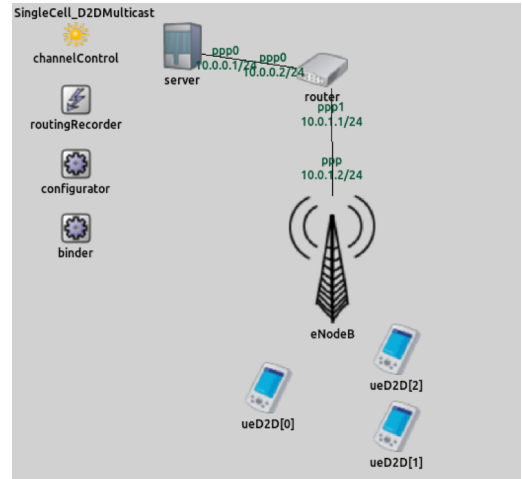 SingleCell_D2DMulticast
channelControl
server
ppp0
10.0.0.1/24
ppp0
10.0.0.2/24
router
routingRecorder
ppp1
10.0.1.1/24
configurator
ppp
10.0.1.2/24
binder
eNodeB
ueD2D[2]
ueD2D[0]
ueD2D[1]